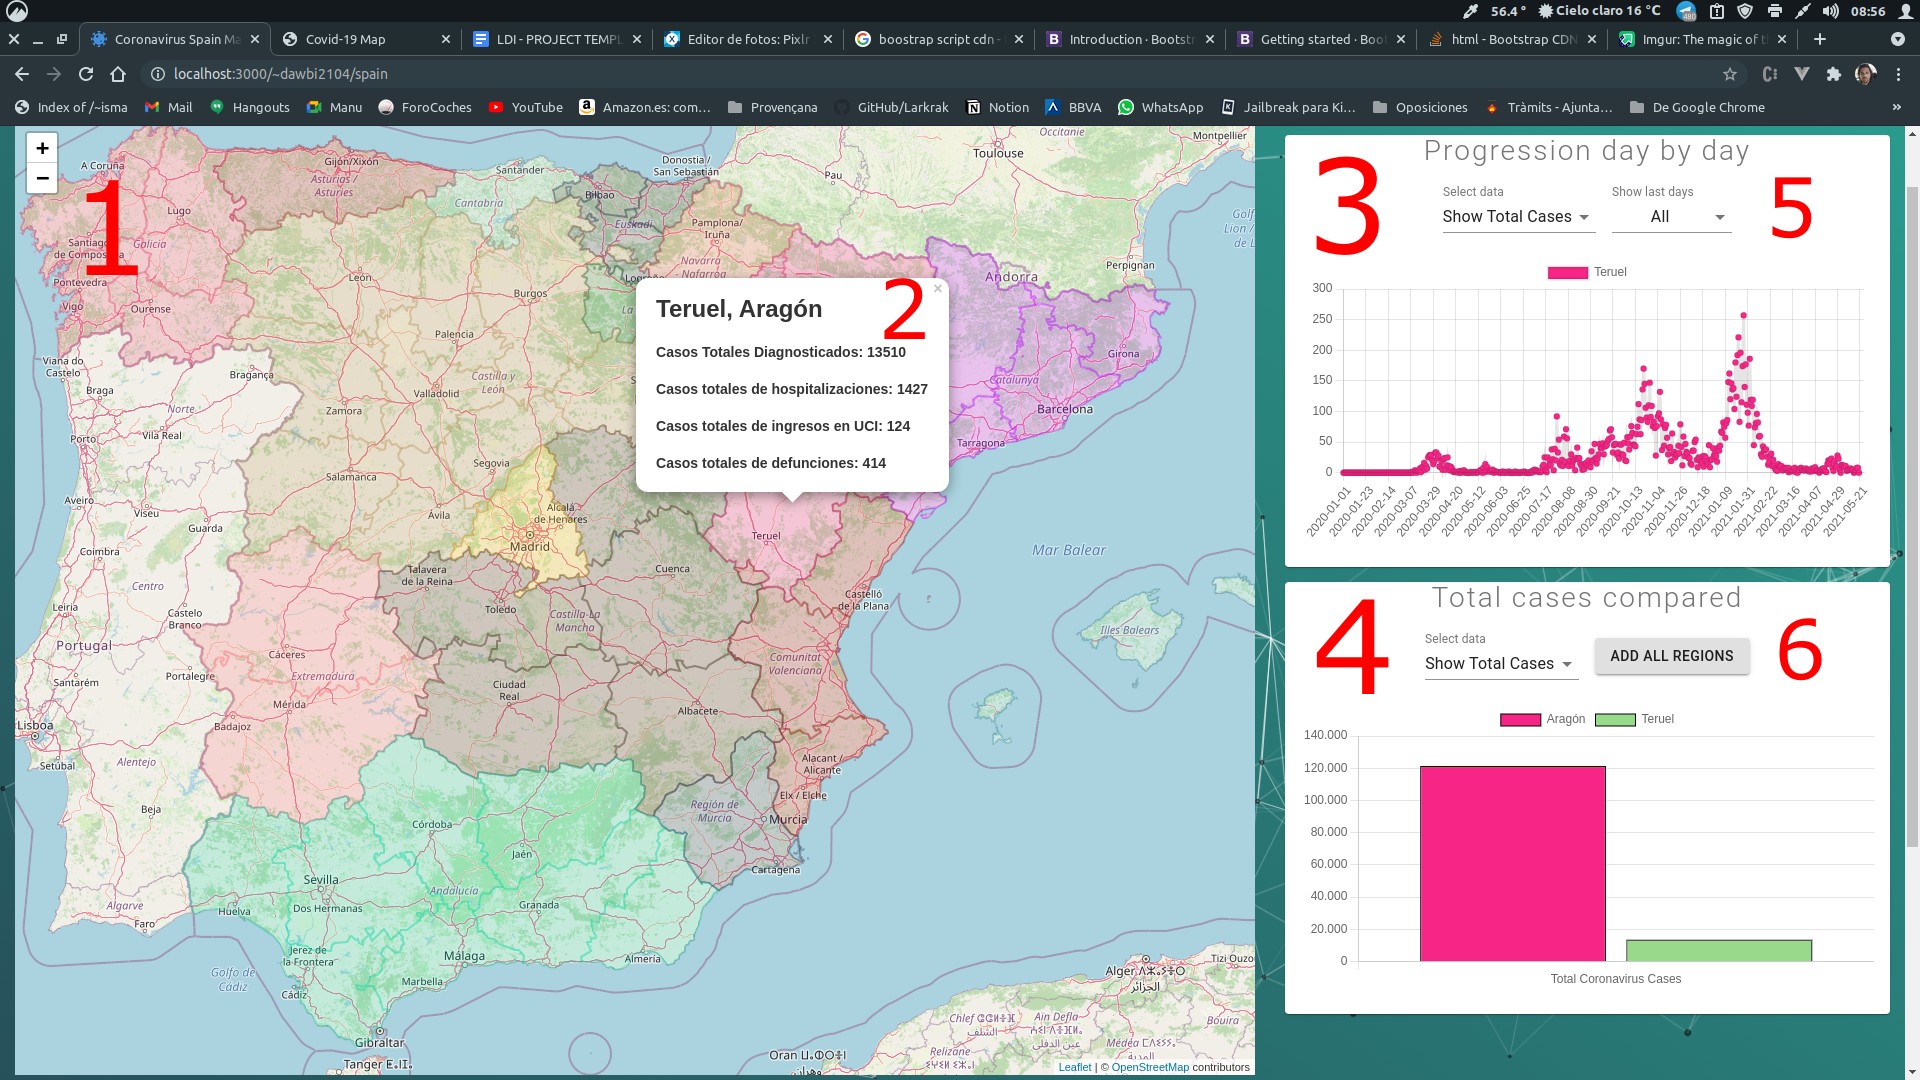 56.4 °
Cielo claro 16 °C
08:56
Coronavirus Spain Ma
Covid-19 Map
LDI - PROJECT TEMPL
Editor de fotos: Pixlr
boostrap script cdn -
Introduction · Bootstr
Getting started · Boot
html - Bootstrap CDN
Imgur: The magic of t
localhost:3000/~dawbi2104/spain
Index of /~isma
Mail
Hangouts
Manu
ForoCoches
YouTube
Amazon.es: com…
Provençana
GitHub/Larkrak
Notion
BBVA
WhatsApp
Jailbreak para Ki…
Oposiciones
Tràmits - Ajunta…
De Google Chrome
+
−
1
A Coruña
Lugo
Santiago
de Compostela
Galicia
Pontevedra
Vigo
Ourense
Gijón/Xixón
Asturias /
Asturies
Santander
Cantabria
Bilbao
Euskadi
Donostia /
San Sebastián
Pamplona/
Iruña
Navarra
- Nafarroa
Pau
Toulouse
Occitanie
Montpellier
Perpignan
Andorra
León
Burgos
Palencia
Valladolid
Castilla y
León
Zamora
Salamanca
Segovia
Ávila
Alcalá
de Henares
Madrid
Viana do
Castelo
Braga
Bragança
Norte
Porto
Vila Real
Aveiro
Viseu
Guarda
Coimbra
Centro
Leiria
Castelo
Branco
Portugal
Santarém
Portalegre
Lisboa
Setúbal
Alentejo
Beja
Algarve
Faro
Cáceres
Extremadura
Mérida
Badajoz
Talavera
de la Reina
Toledo
Castilla-La
Mancha
Cuenca
Ciudad
Real
Albacete
Teruel
Castelló
de la Plana
Comunitat
Valenciana
Alacant /
Alicante
Elx / Elche
Región de
Murcia
Murcia
Cartagena
Córdoba
Jaén
Sevilla
Dos Hermanas
Andalucía
Granada
Huelva
Jerez de
la Frontera
Málaga
Almería
Marbella
Cádiz
Golfo de
Cádiz
Gibraltar
Tanger ⵟⵏⵊⴰ
Catalunya
Girona
Barcelona
Tarragona
Mar Balear
Illes Balears
Alger
الجزائر
Tizi Ouzo
Chlef
الشلف
Aïn Defla
عين الدفلى
Médéa
Bouira
Relizane
Oran
وهران
Leaflet | © OpenStreetMap contributors
2
×
Teruel, Aragón
Casos Totales Diagnosticados: 13510
Casos totales de hospitalizaciones: 1427
Casos totales de ingresos en UCI: 124
Casos totales de defunciones: 414
Progression day by day
3
Select data
Show Total Cases
Show last days
All
5
Teruel
300
250
200
150
100
50
0
2020-01-01
2020-01-23
2020-02-14
2020-03-07
2020-03-29
2020-04-20
2020-05-12
2020-06-03
2020-06-25
2020-07-17
2020-08-08
2020-08-30
2020-09-21
2020-10-13
2020-11-04
2020-11-26
2020-12-18
2021-01-09
2021-01-31
2021-02-22
2021-03-16
2021-04-07
2021-04-29
2021-05-21
Total cases compared
4
Select data
Show Total Cases
ADD ALL REGIONS
6
Aragón
Teruel
140.000
120.000
100.000
80.000
60.000
40.000
20.000
0
Total Coronavirus Cases